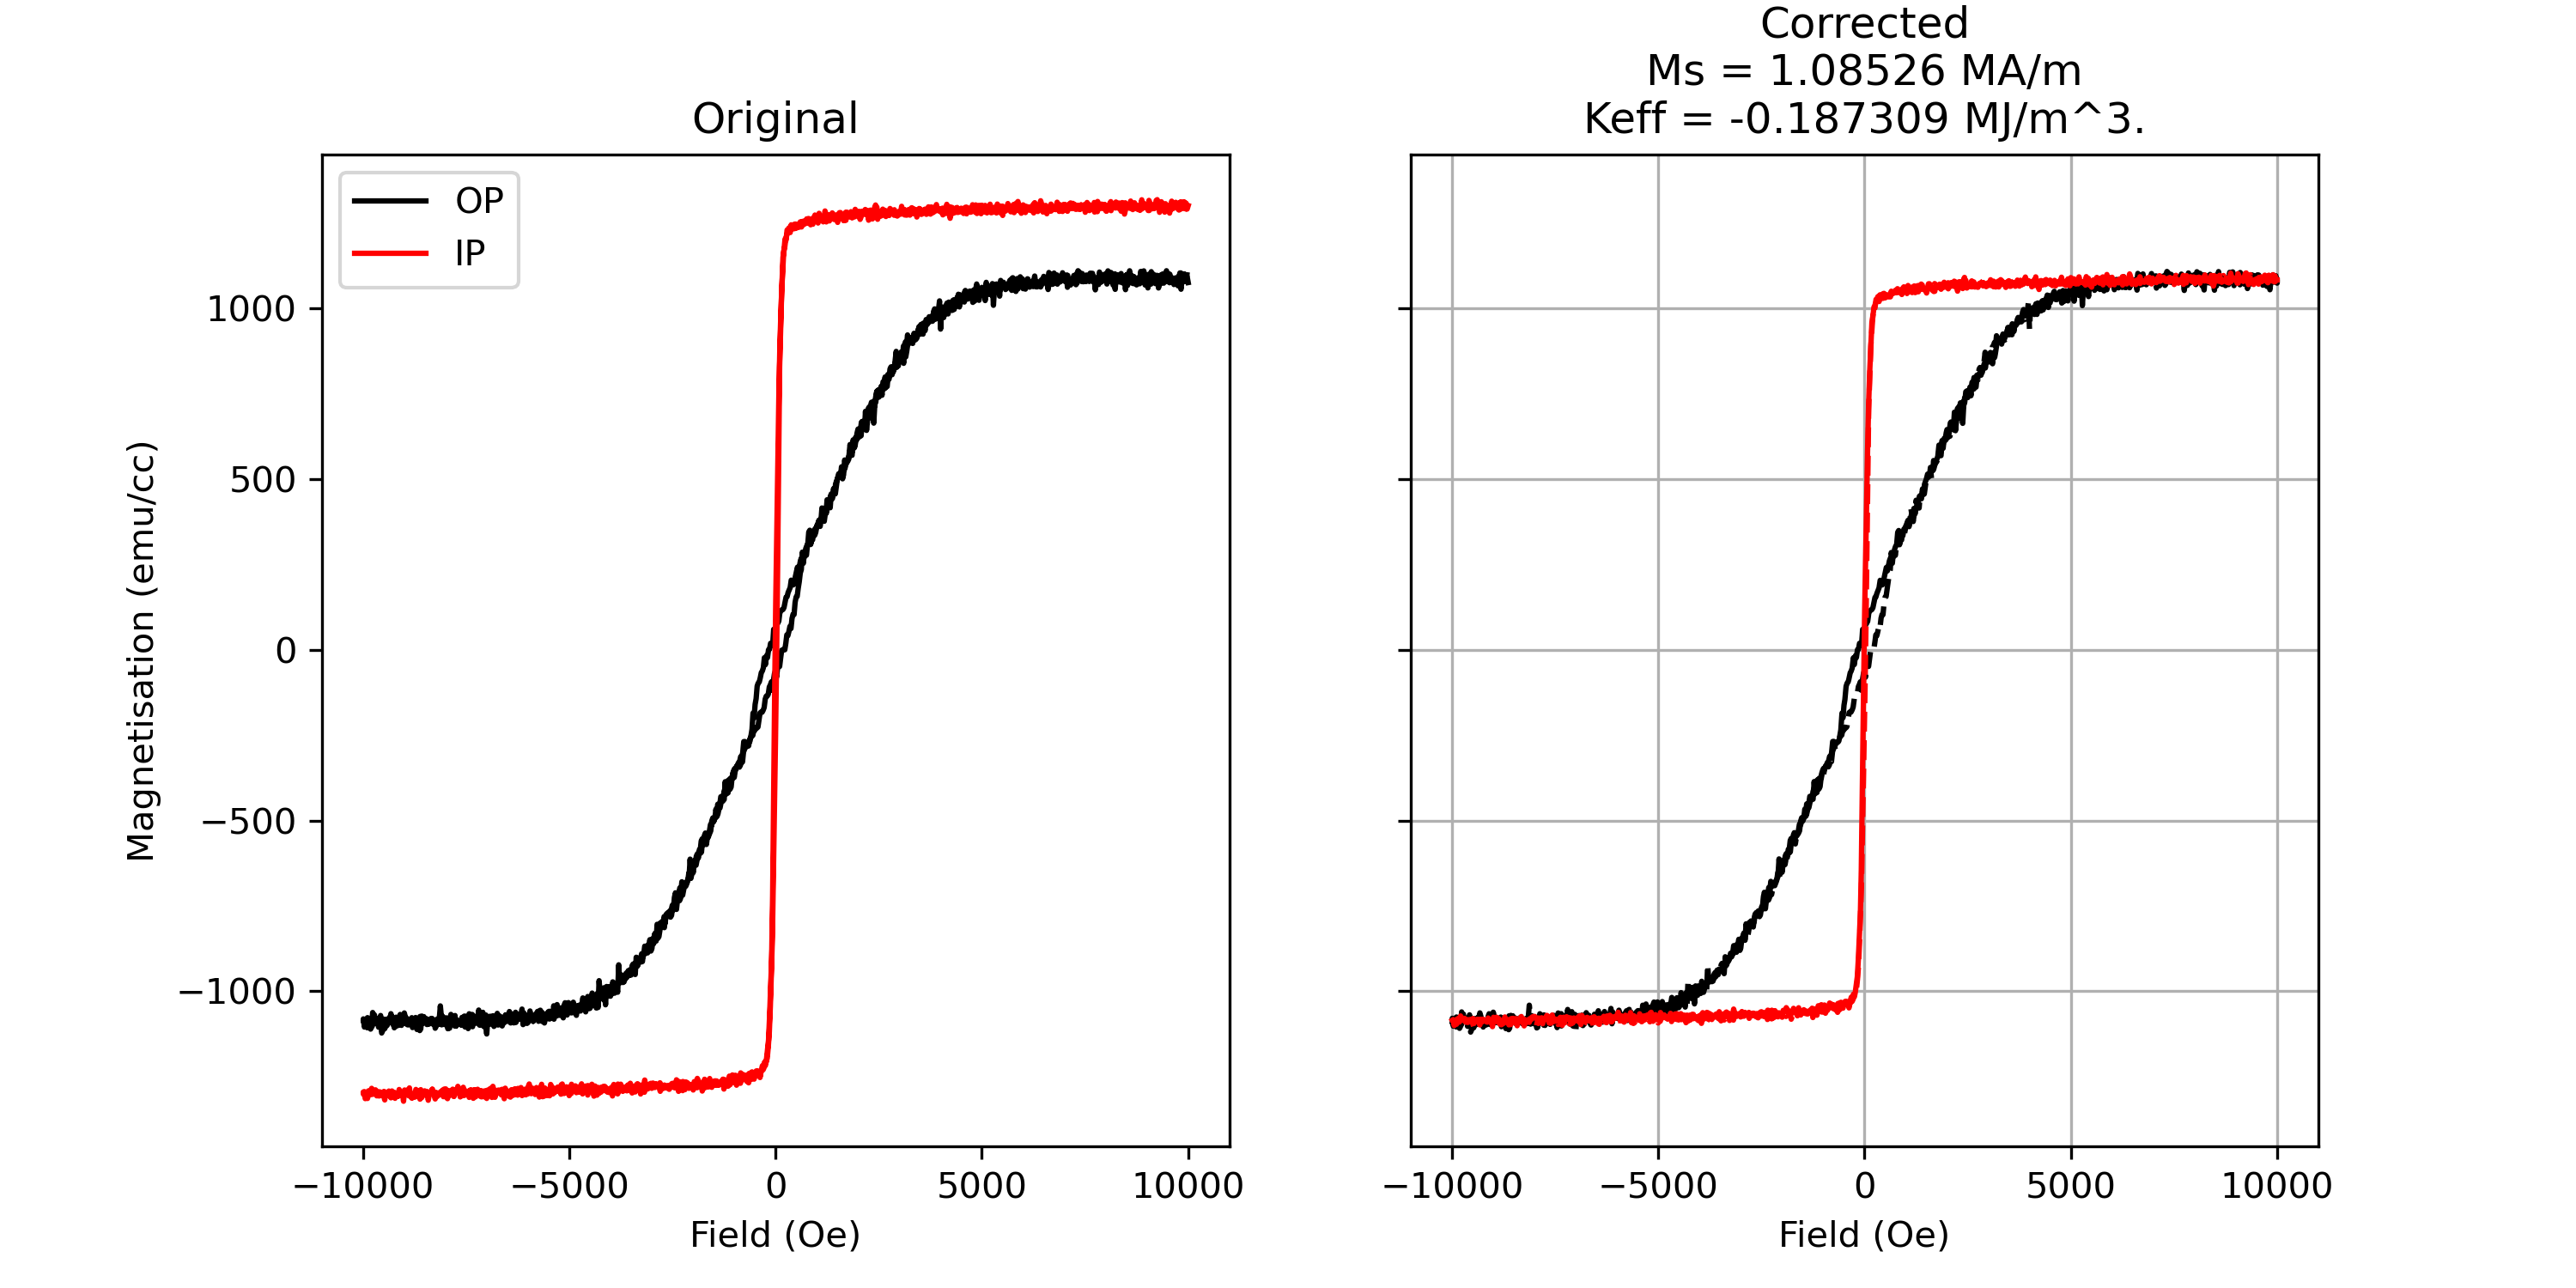 Original
OP
IP
1000
500
0
−500
−1000
Magnetisation (emu/cc)
−10000 −5000 0 5000 10000
Field (Oe)
Corrected
Ms = 1.08526 MA/m
Keff = -0.187309 MJ/m^3.
−10000 −5000 0 5000 10000
Field (Oe)